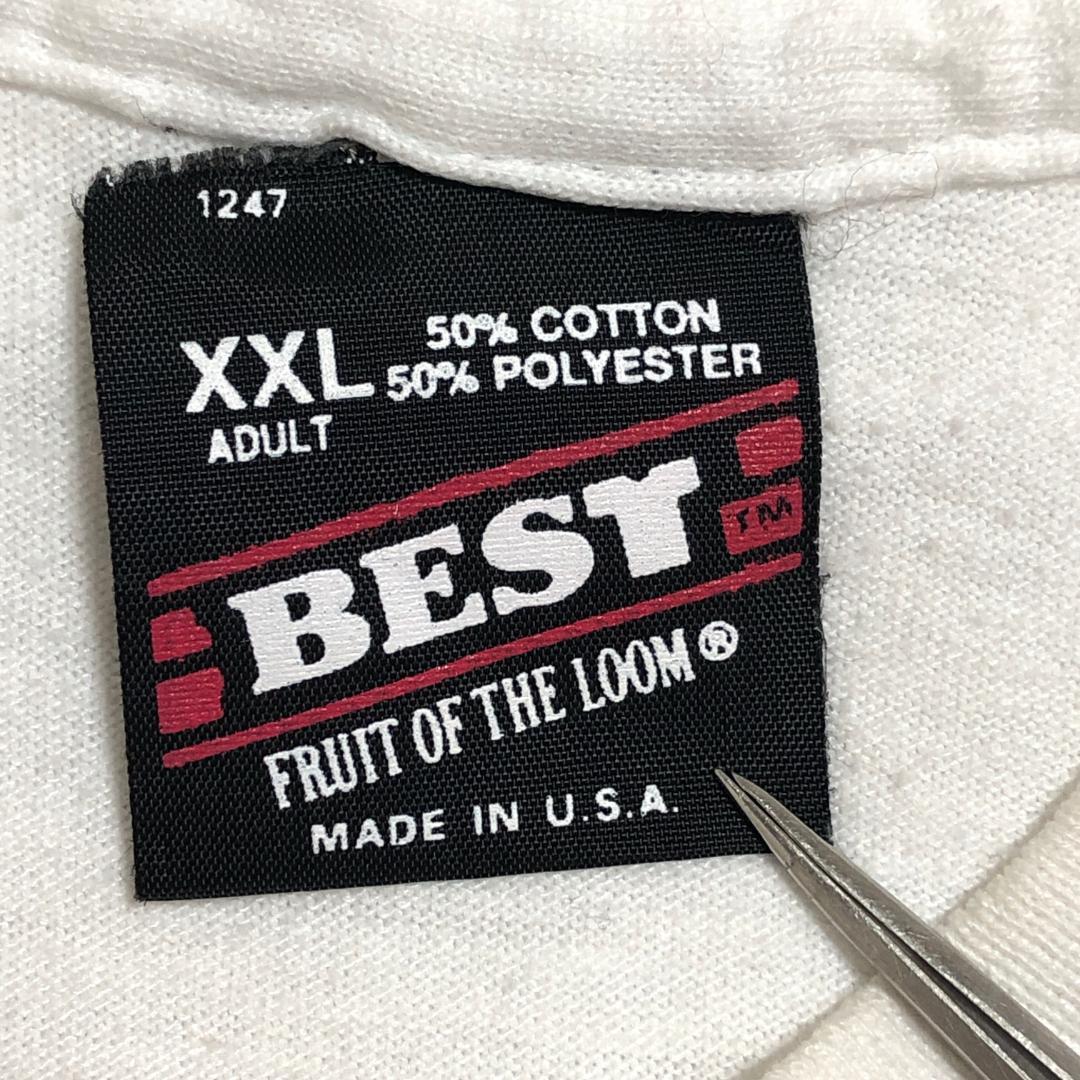 1247
XXL
ADULT
50% COTTON
50% POLYESTER
BEST
TM
FRUIT OF THE LOOM®
MADE IN U.S.A.